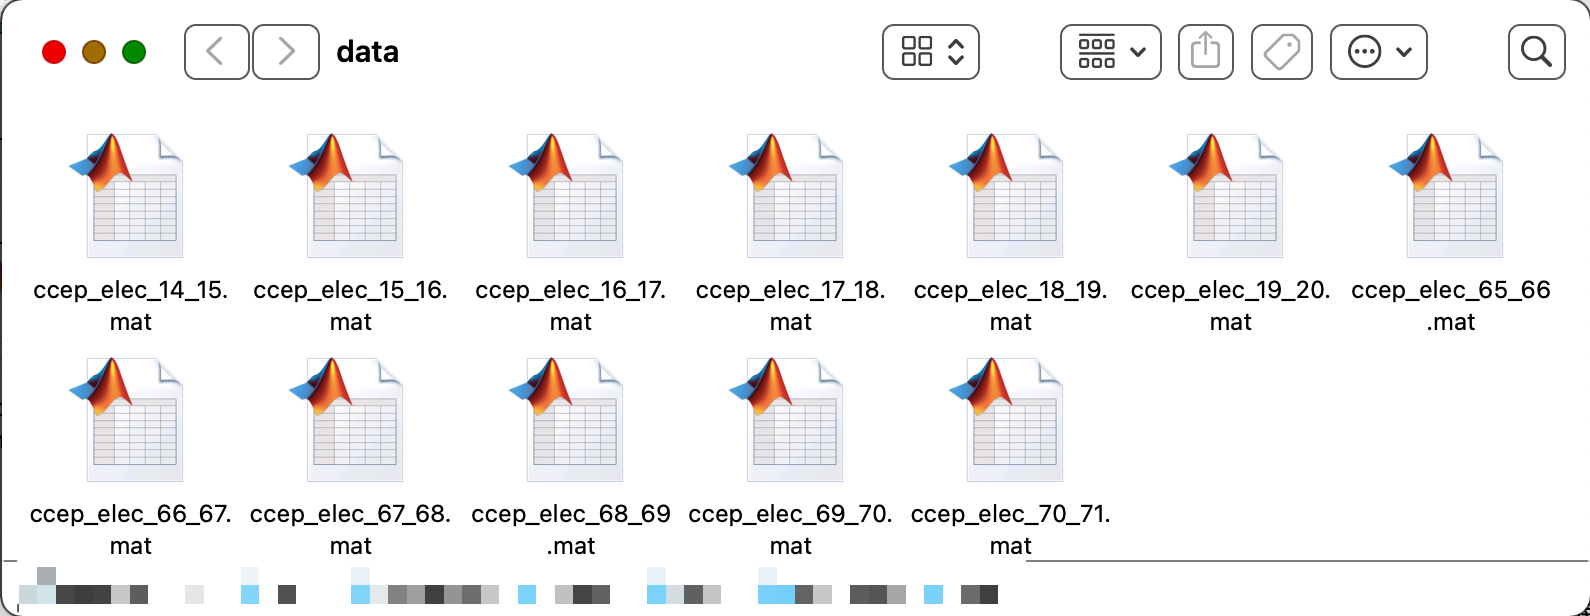 data
ccep_elec_14_15. ccep_elec_15_16. ccep_elec_16_17. ccep_elec_17_18. ccep_elec_18_19. ccep_elec_19_20. ccep_elec_65_66
mat mat mat mat mat mat .mat
ccep_elec_66_67. ccep_elec_67_68. ccep_elec_68_69 ccep_elec_69_70. ccep_elec_70_71.
mat mat .mat mat mat